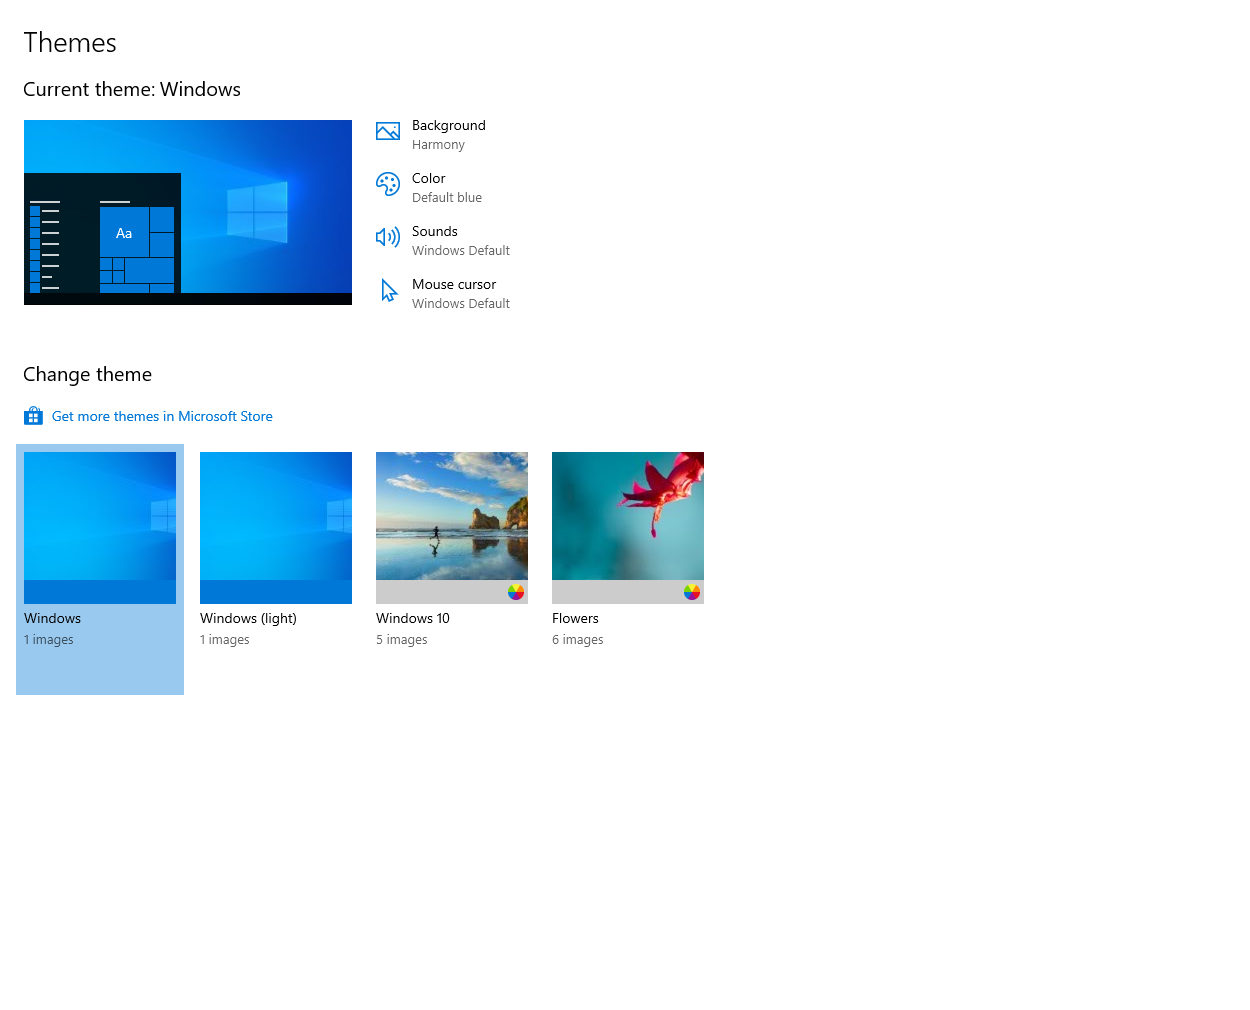 Themes
Current theme: Windows
Aa
Background
Harmony
Color
Default blue
Sounds
Windows Default
Mouse cursor
Windows Default
Change theme
Get more themes in Microsoft Store
Windows
1 images
Windows (light)
1 images
Windows 10
5 images
Flowers
6 images